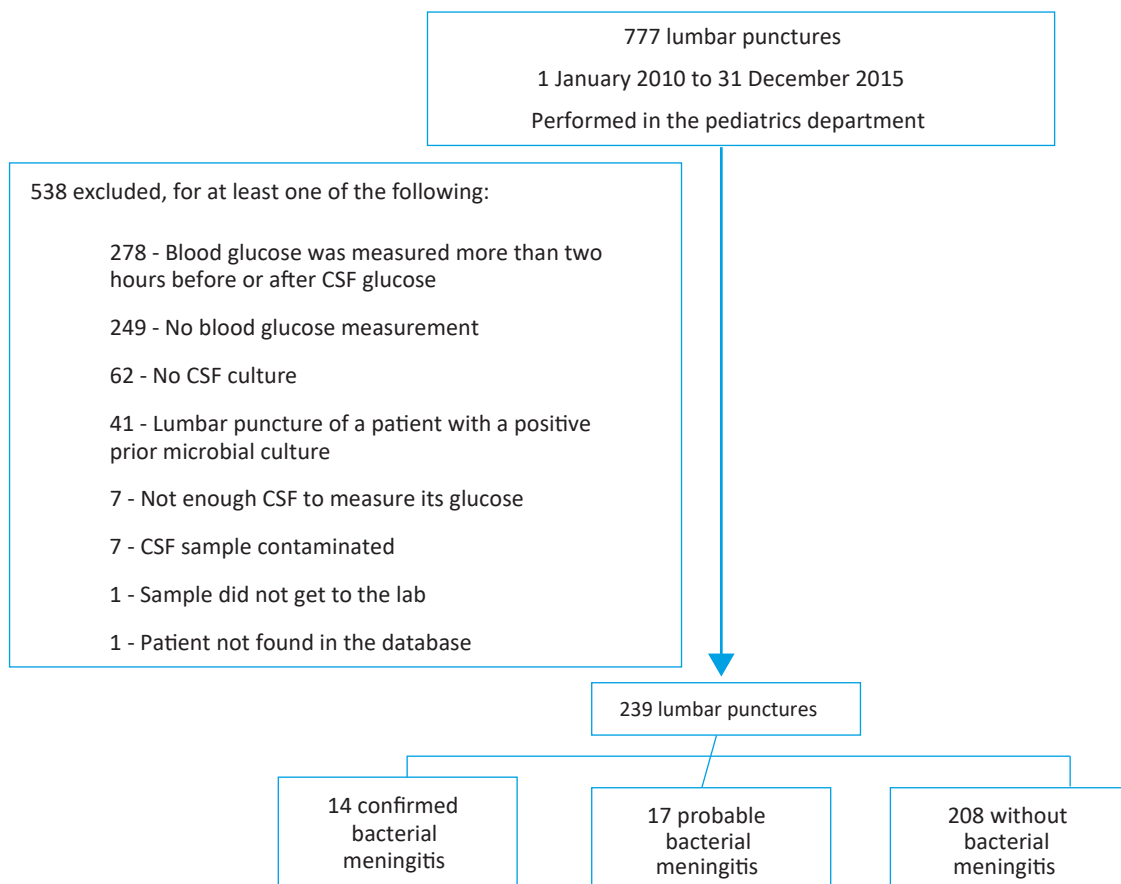 777 lumbar punctures
1 January 2010 to 31 December 2015
Performed in the pediatrics department
538 excluded, for at least one of the following:
278 - Blood glucose was measured more than two
hours before or after CSF glucose
249 - No blood glucose measurement
62 - No CSF culture
41 - Lumbar puncture of a patient with a positive
prior microbial culture
7 - Not enough CSF to measure its glucose
7 - CSF sample contaminated
1 - Sample did not get to the lab
1 - Patient not found in the database
239 lumbar punctures
14 confirmed
bacterial
meningitis
17 probable
bacterial
meningitis
208 without
bacterial
meningitis